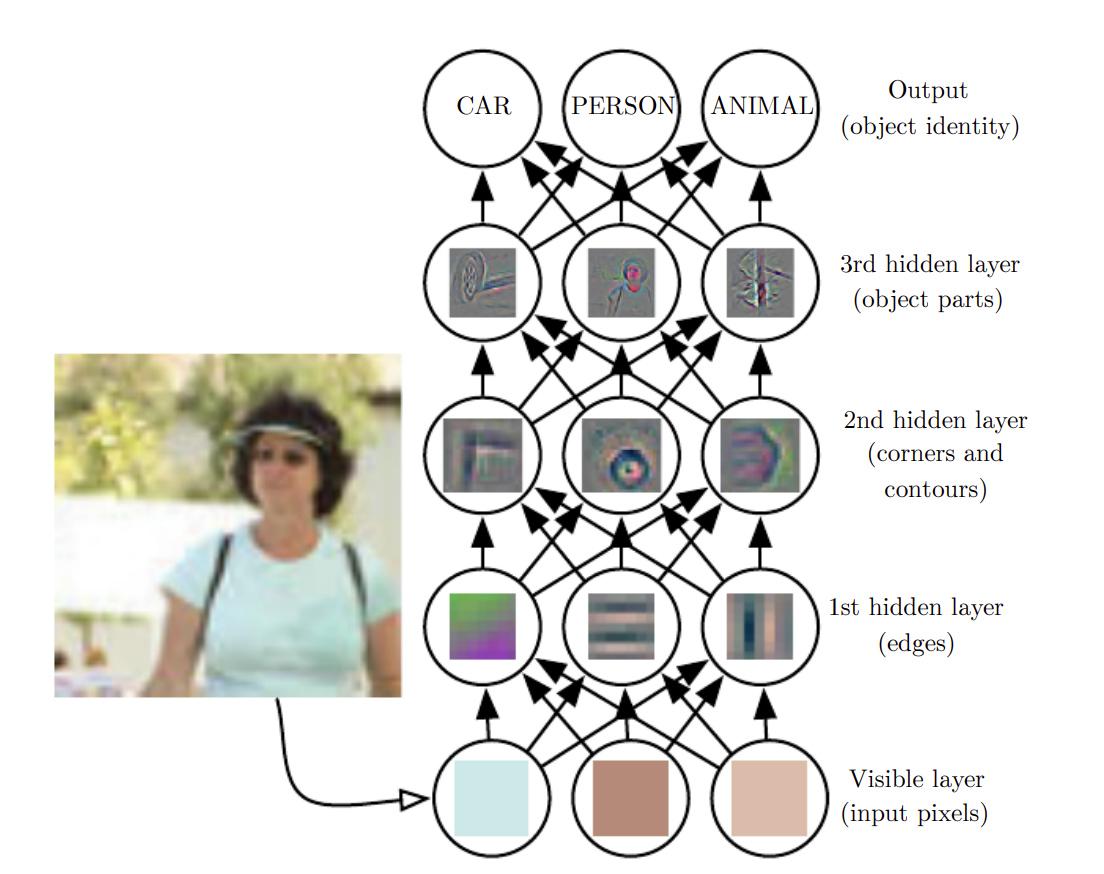 CAR PERSON ANIMAL
Output
(object identity)
3rd hidden layer
(object parts)
2nd hidden layer
(corners and
contours)
1st hidden layer
(edges)
Visible layer
(input pixels)